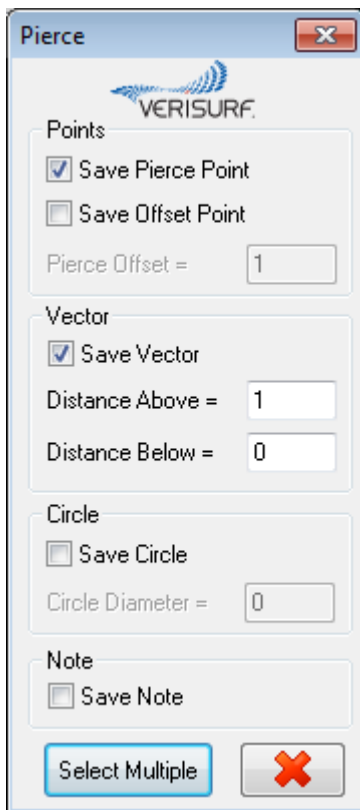 Pierce
VERISURF.
Points
Save Pierce Point
Save Offset Point
Pierce Offset = 1
Vector
Save Vector
Distance Above = 1
Distance Below = 0
Circle
Save Circle
Circle Diameter = 0
Note
Save Note
Select Multiple